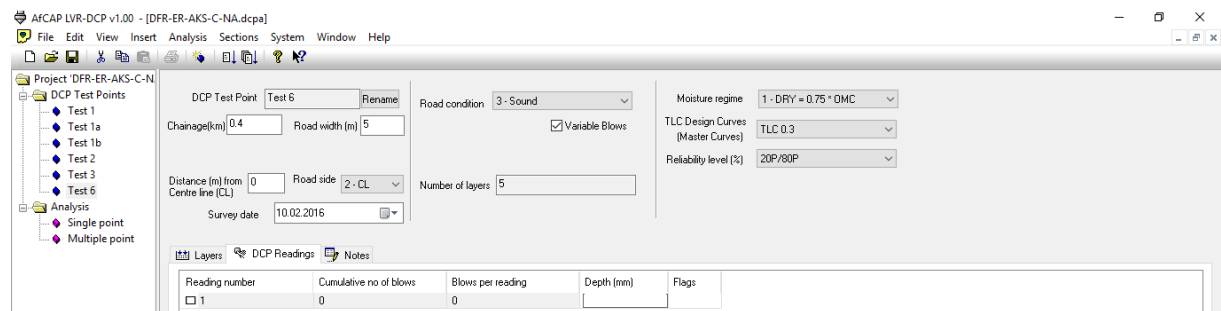 AfCAP LVR-DCP v1.00 - [DFR-ER-AKS-C-NA.dcpa]
File Edit View Insert Analysis Sections System Window Help
Project 'DFR-ER-AKS-C-N
DCP Test Points
Test 1
Test 1a
Test 1b
Test 2
Test 3
Test 6
Analysis
Single point
Multiple point
DCP Test Point Test 6 Rename
Chainage(km) 0.4 Road width (m) 5
Distance (m) from Centre line (CL) 0 Road side 2 - CL
Survey date 10.02.2016
Road condition 3 - Sound
Variable Blows
Number of layers 5
Moisture regime 1 - DRY = 0.75 * OMC
TLC Design Curves (Master Curves) TLC 0.3
Reliability level (%) 20P/80P
Layers DCP Readings Notes
Reading number Cumulative no of blows Blows per reading Depth (mm) Flags
1 0 0